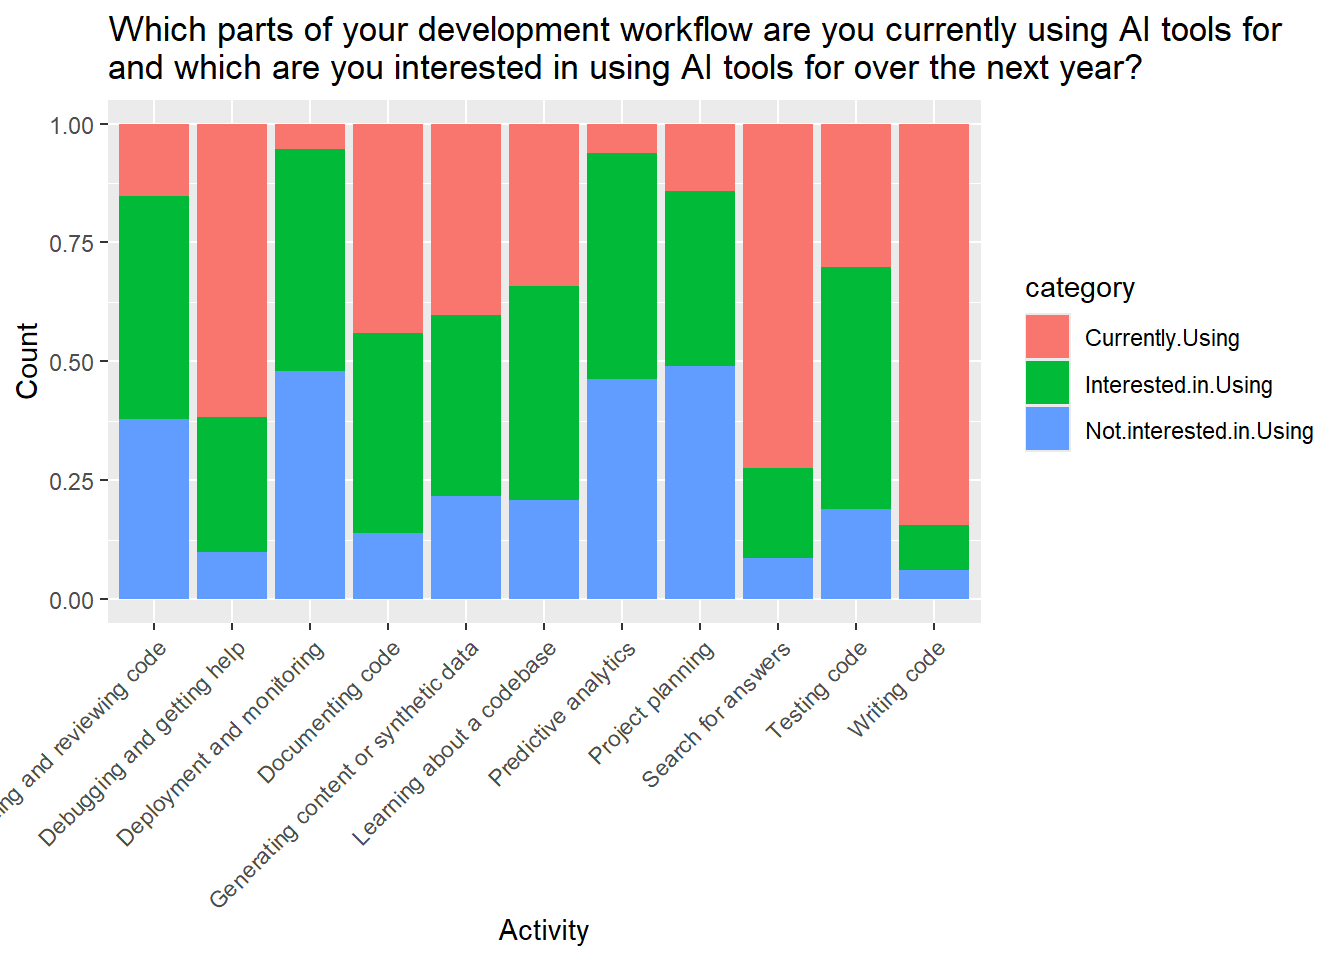 Which parts of your development workflow are you currently using AI tools for
and which are you interested in using AI tools for over the next year?
Count
1.00
0.75
0.50
0.25
0.00
and reviewing code
Debugging and getting help
Deployment and monitoring
Documenting code
Generating content or synthetic data
Learning about a codebase
Predictive analytics
Project planning
Search for answers
Testing code
Writing code
Activity
category
Currently.Using
Interested.in.Using
Not.interested.in.Using